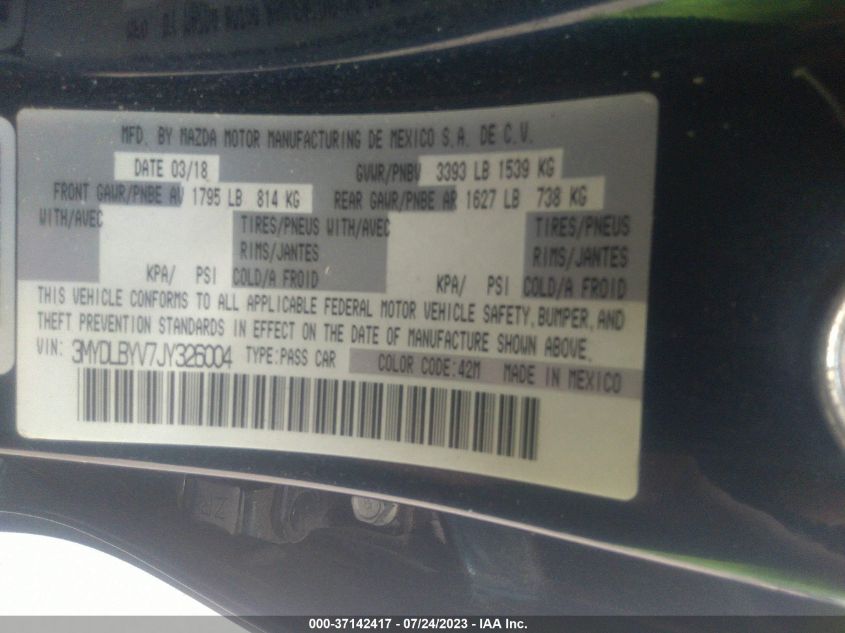 MFD. BY MAZDA MOTOR MANUFACTURING DE MEXICO S.A. DE C.V.
DATE 03/18 GVWR/PNBV 3393 LB 1539 KG
FRONT GAWR/PNBE AV 1795 LB 814 KG REAR GAWR/PNBE AR 1627 LB 738 KG
WITH/AVEC TIRES/PNEUS WITH/AVEC TIRES/PNEUS
RIMS/JANTES RIMS/JANTES
KPA/ PSI COLD/A FROID KPA/ PSI COLD/A FROID
THIS VEHICLE CONFORMS TO ALL APPLICABLE FEDERAL MOTOR VEHICLE SAFETY, BUMPER, AND
THEFT PREVENTION STANDARDS IN EFFECT ON THE DATE OF MANUFACTURE SHOWN ABOVE.
VIN: 3MYDLBYV7JY326004 TYPE:PASS CAR COLOR CODE:42M MADE IN MEXICO
ZR
000-37142417 / 07/24/2023 - IAA Inc.